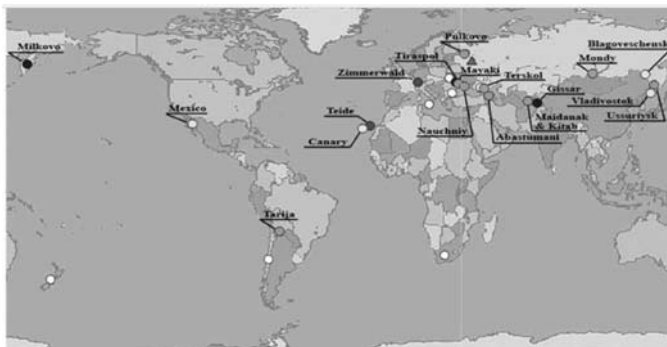 Milkovo
Pulkovo
Blagoveschensk
Tiraspol
Mondy
Zimmerwald
Mayaki
Terskol
Gissar
Mexico
Teide
Vladivostok
Maidanak
& Kitab
Ussuriysk
Canary
Nauchniy
Abastumani
Tarija